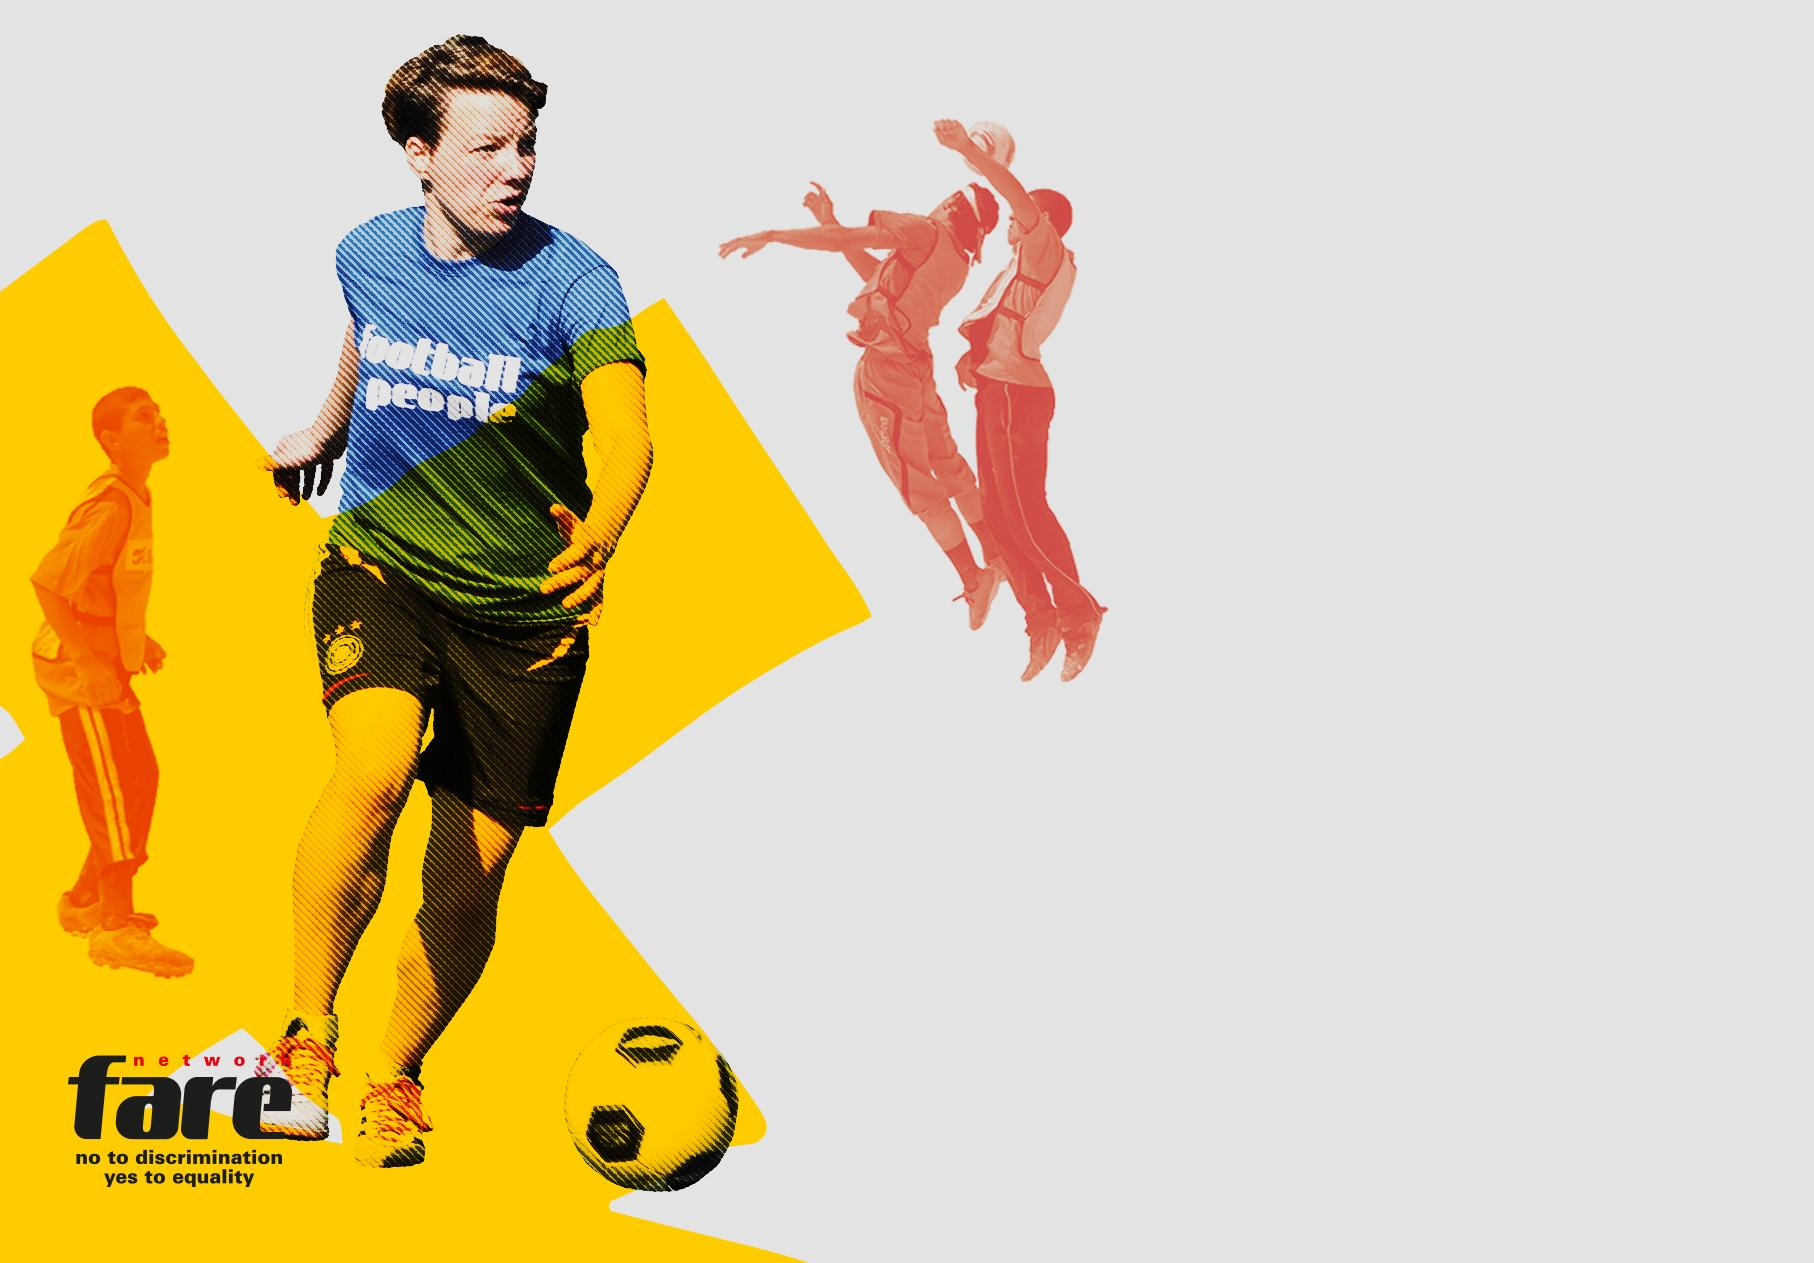 football
people
network
fare
no to discrimination
yes to equality